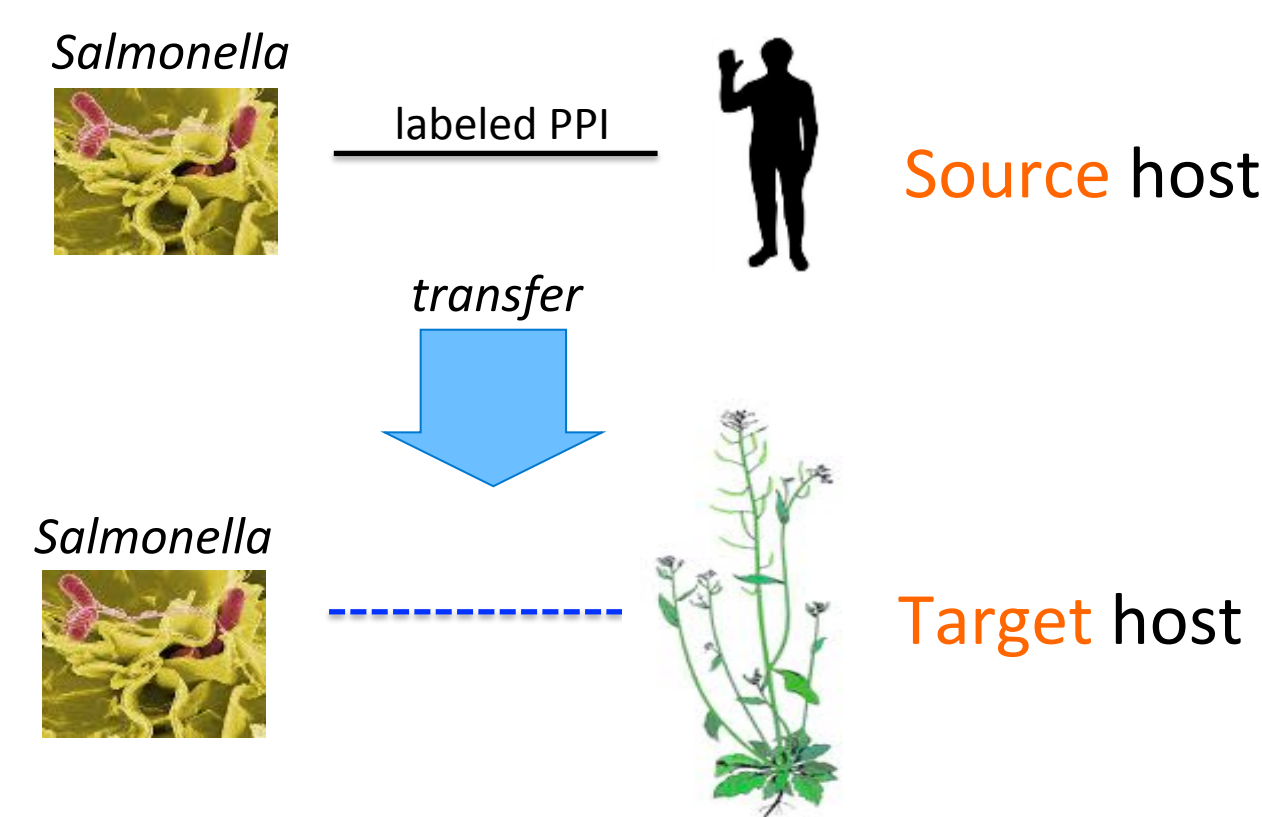 Salmonella
labeled PPI
Source host
transfer
Salmonella
Target host